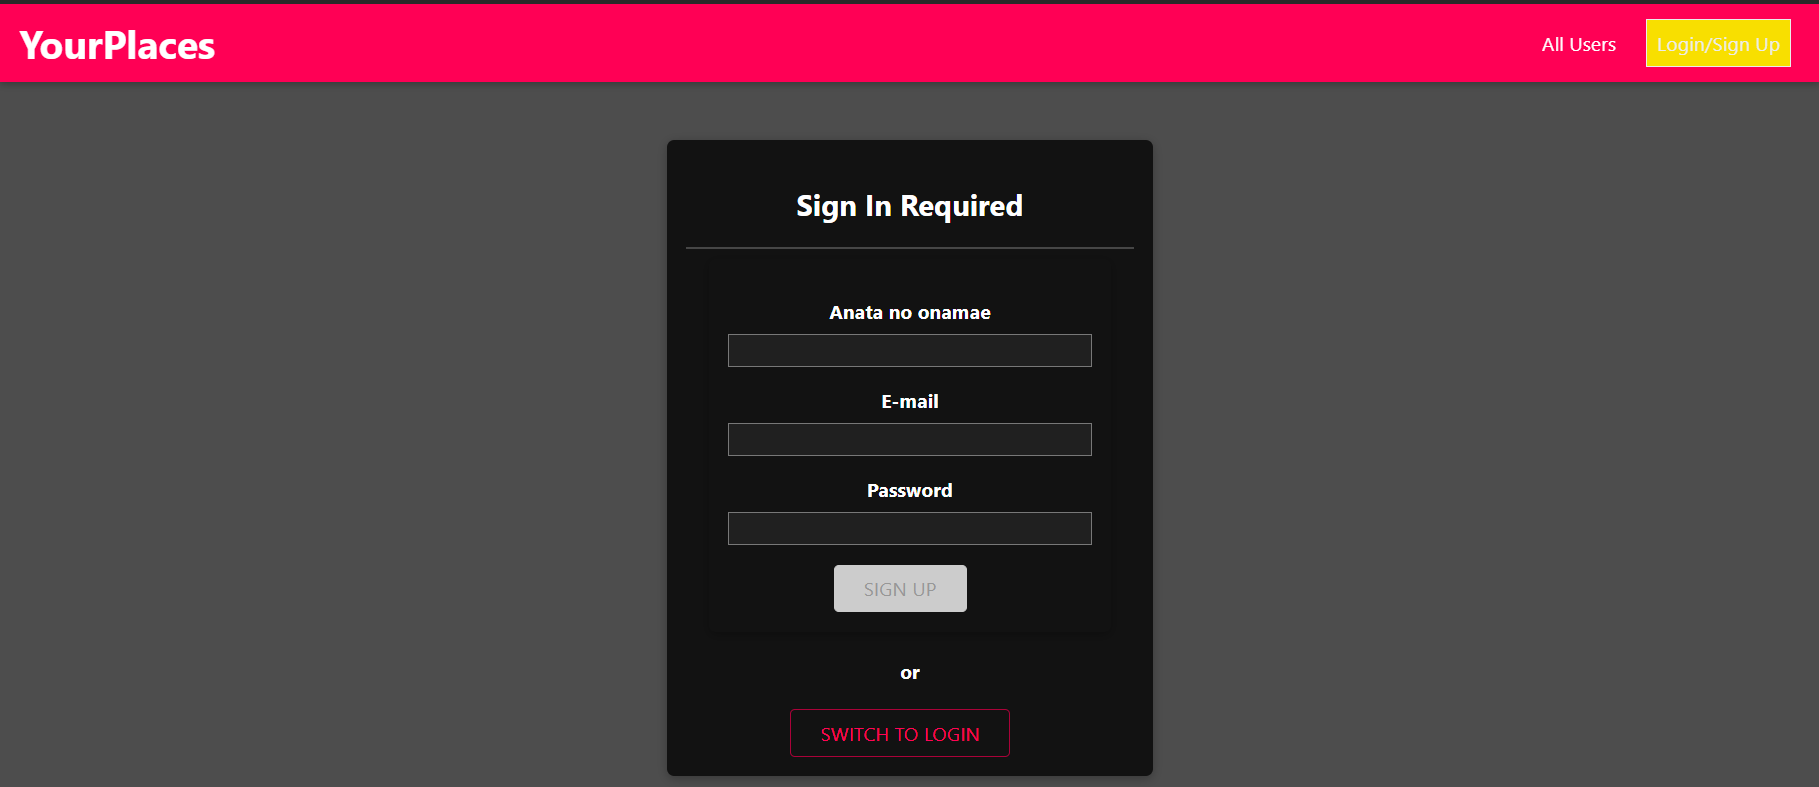 YourPlaces
All Users
Login/Sign Up
Sign In Required
Anata no onamae
E-mail
Password
SIGN UP
or
SWITCH TO LOGIN